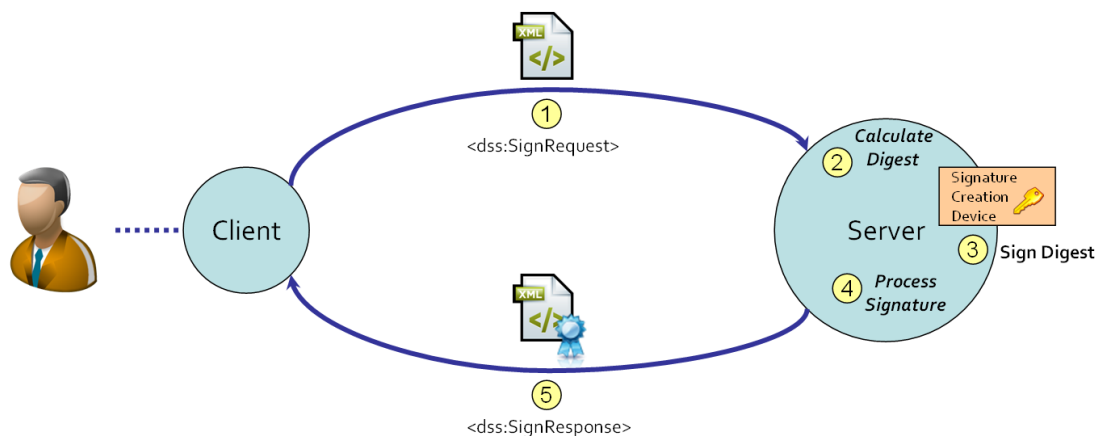 XML
</>
1
<dss:SignRequest>
Calculate
2 Digest
Signature
Creation
Device
Client
Server
3 Sign Digest
4 Process
Signature
XML
</>
5
<dss:SignResponse>